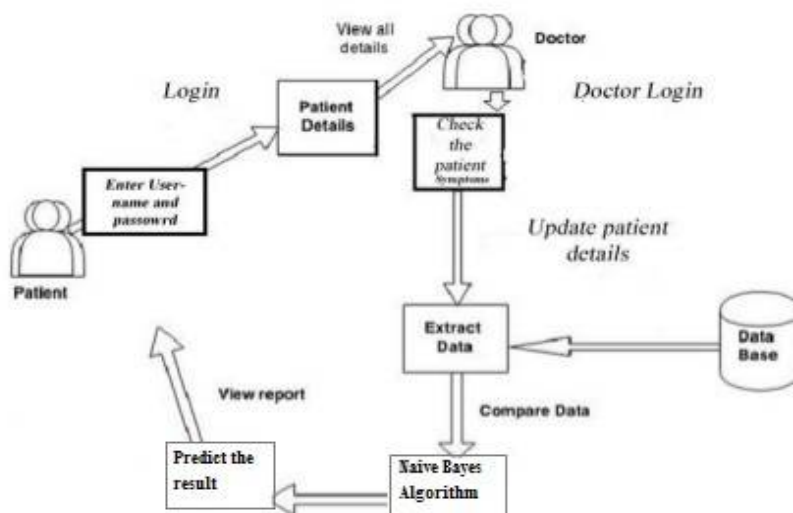 View all
details
Doctor
Login
Patient
Details
Doctor Login
Check
the
patient
Symptoms
Enter User-
name and
passowrd
Patient
Update patient
details
Extract
Data
Data
Base
View report
Compare Data
Predict the
result
Naive Bayes
Algorithm